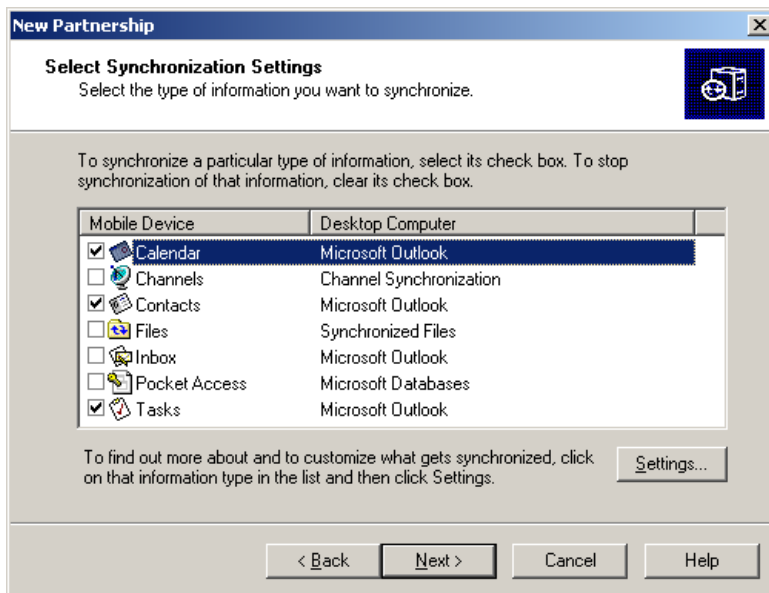 New Partnership
Select Synchronization Settings
Select the type of information you want to synchronize.
To synchronize a particular type of information, select its check box. To stop
synchronization of that information, clear its check box.
Mobile Device Desktop Computer
Calendar Microsoft Outlook
Channels Channel Synchronization
Contacts Microsoft Outlook
Files Synchronized Files
Inbox Microsoft Outlook
Pocket Access Microsoft Databases
Tasks Microsoft Outlook
To find out more about and to customize what gets synchronized, click
on that information type in the list and then click Settings.
Settings...
< Back Next > Cancel Help